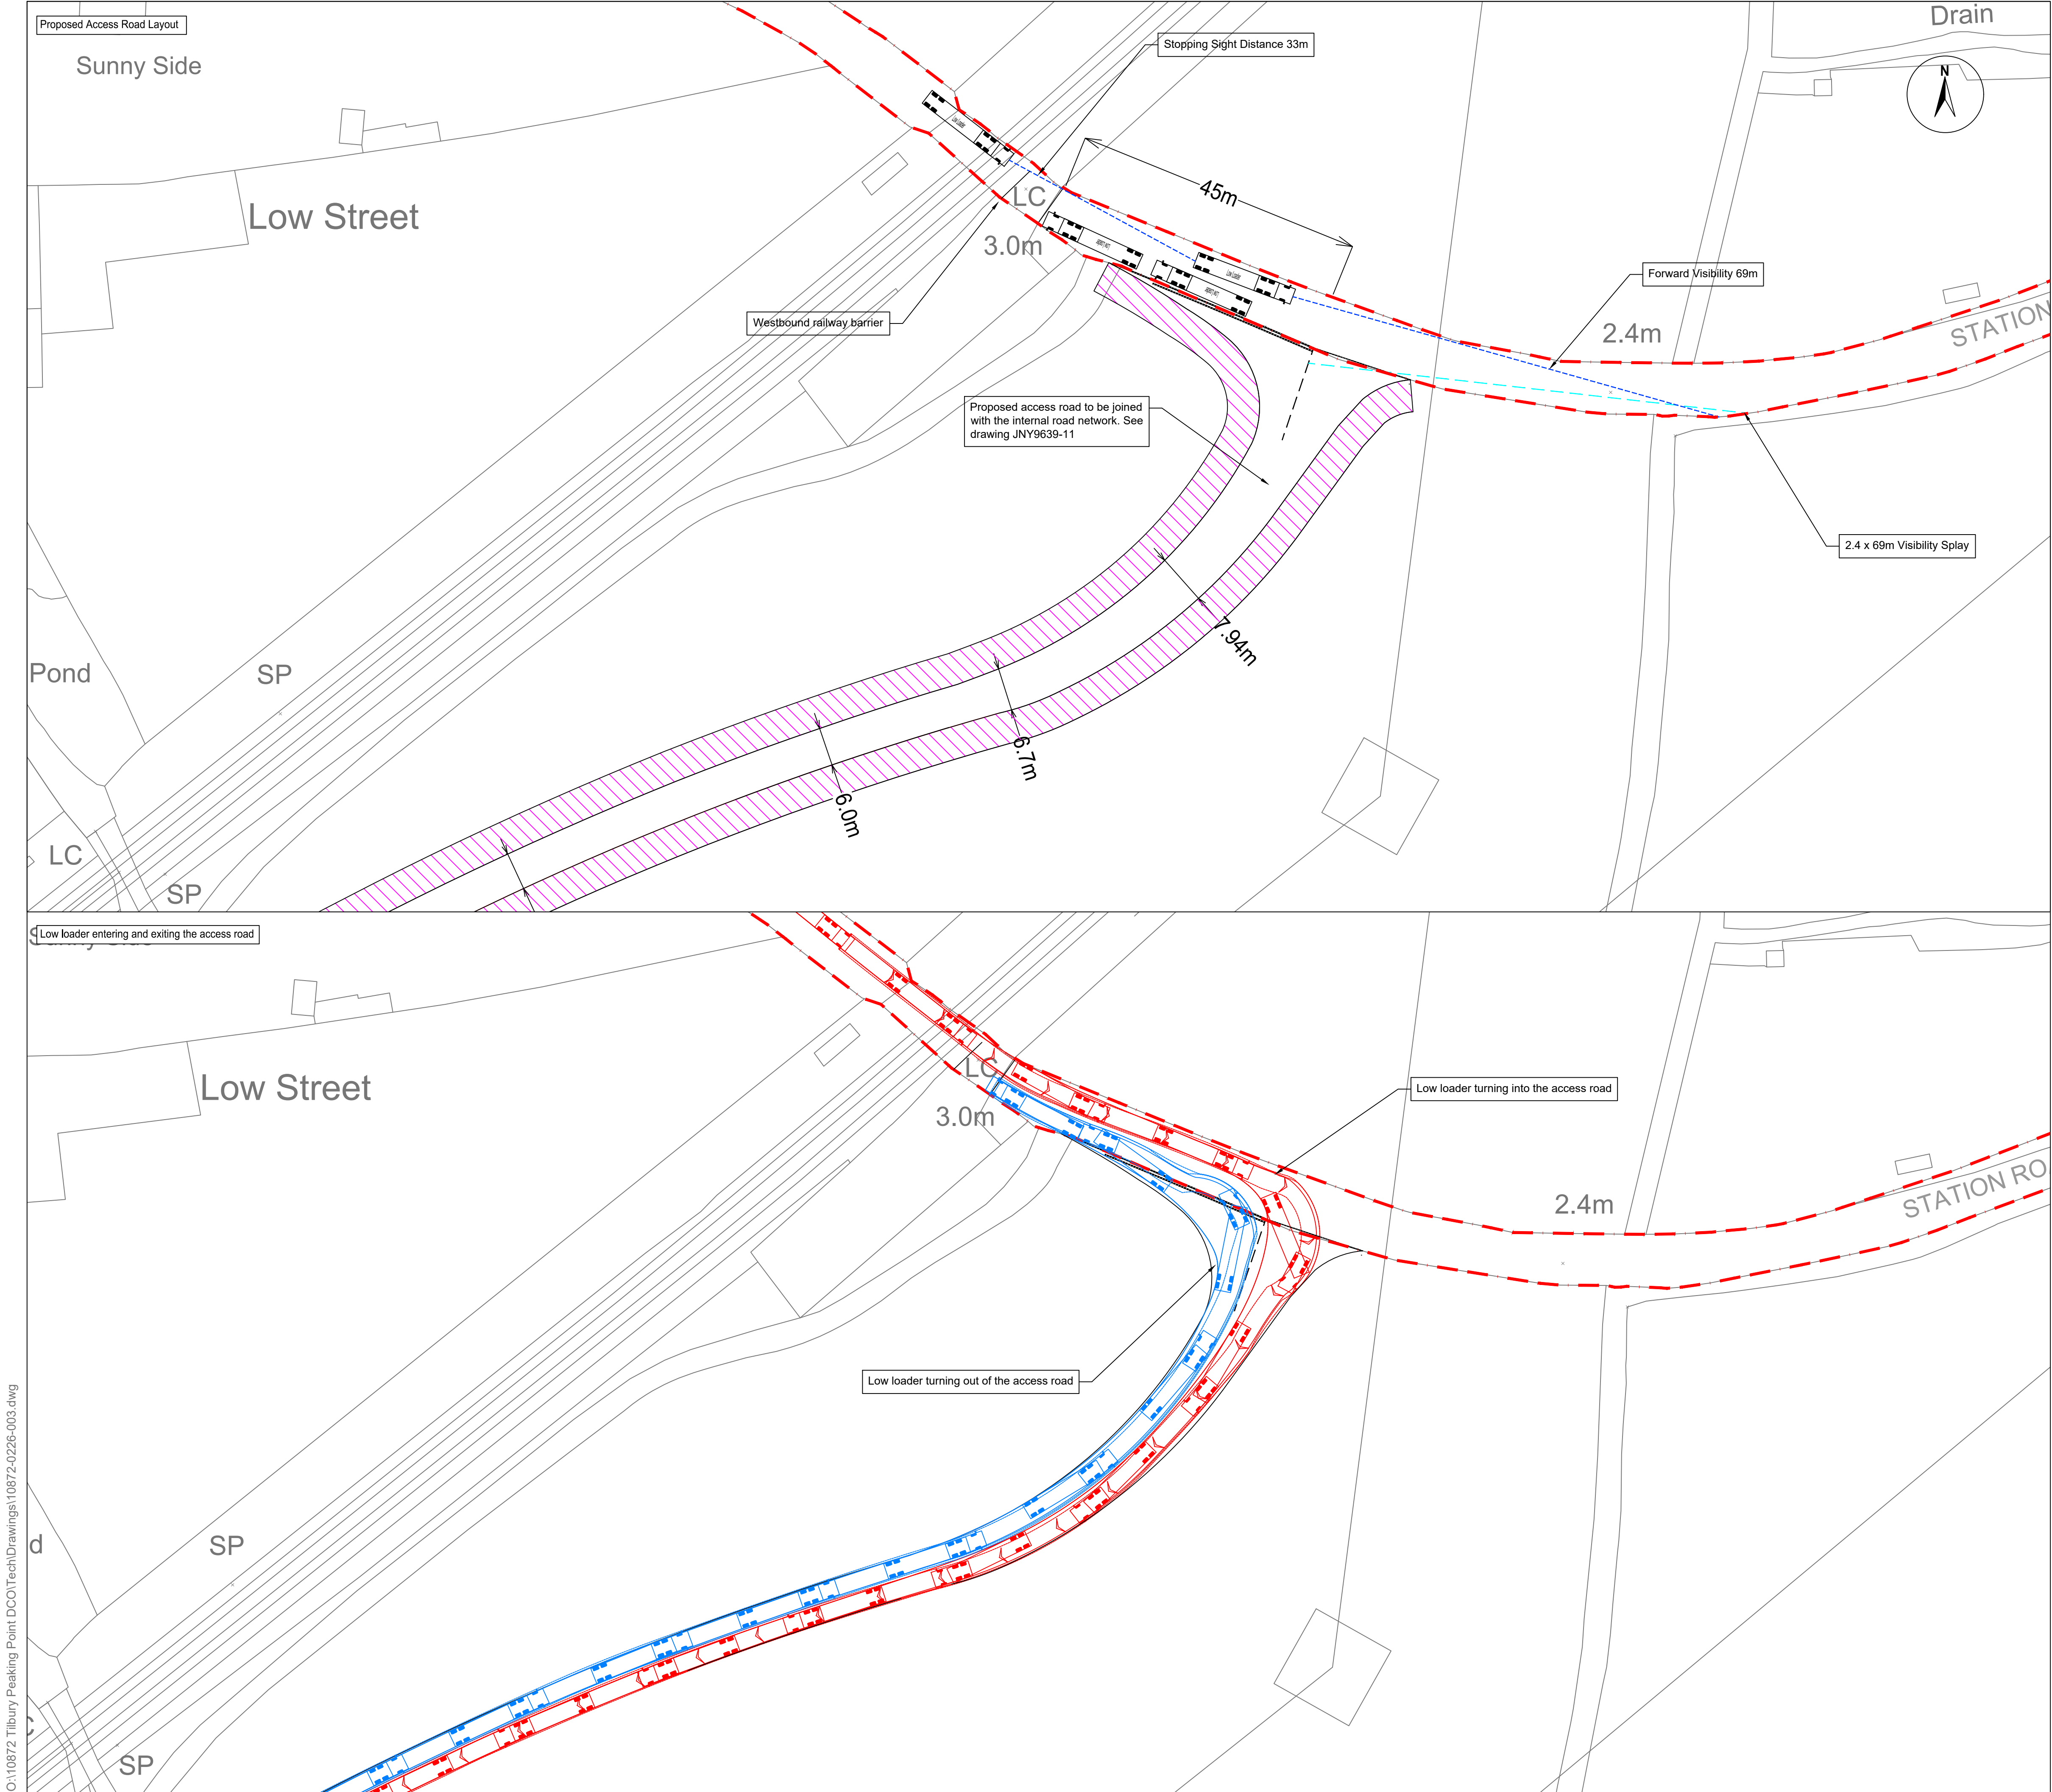 Proposed Access Road Layout
Sunny Side
Drain
Stopping Sight Distance 33m
N
Low Loader
LC
45m
Low Street
3.0m
Low Loader
Forward Visibility 69m
Westbound railway barrier
2.4m
STATION
Proposed access road to be joined
with the internal road network. See
drawing JNY9639-11
2.4 x 69m Visibility Splay
7.94m
Pond
SP
6.7m
6.0m
LC
SP
Low loader entering and exiting the access road
LC
Low Street
3.0m
Low loader turning into the access road
2.4m
STATION RO
Low loader turning out of the access road
SP
d
C
SP
O:\10872 Tilbury Peaking Point DCO\Tech\Drawings\10872-0226-003.dwg